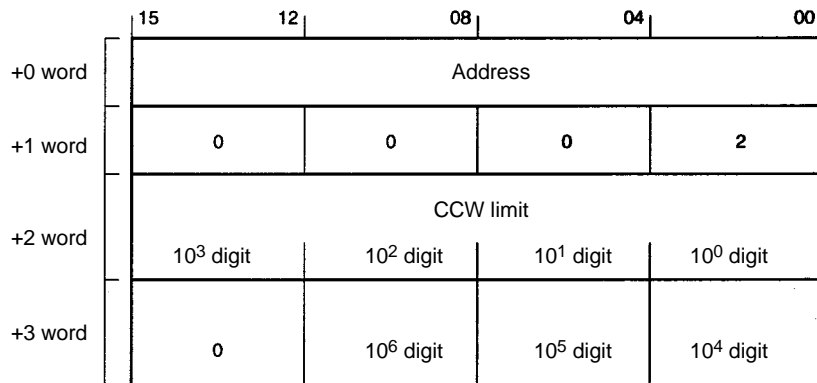 15 12 08 04 00
+0 word Address
+1 word 0 0 0 2
CCW limit
+2 word
10³ digit 10² digit 10¹ digit 10⁰ digit
+3 word 0 10⁶ digit 10⁵ digit 10⁴ digit